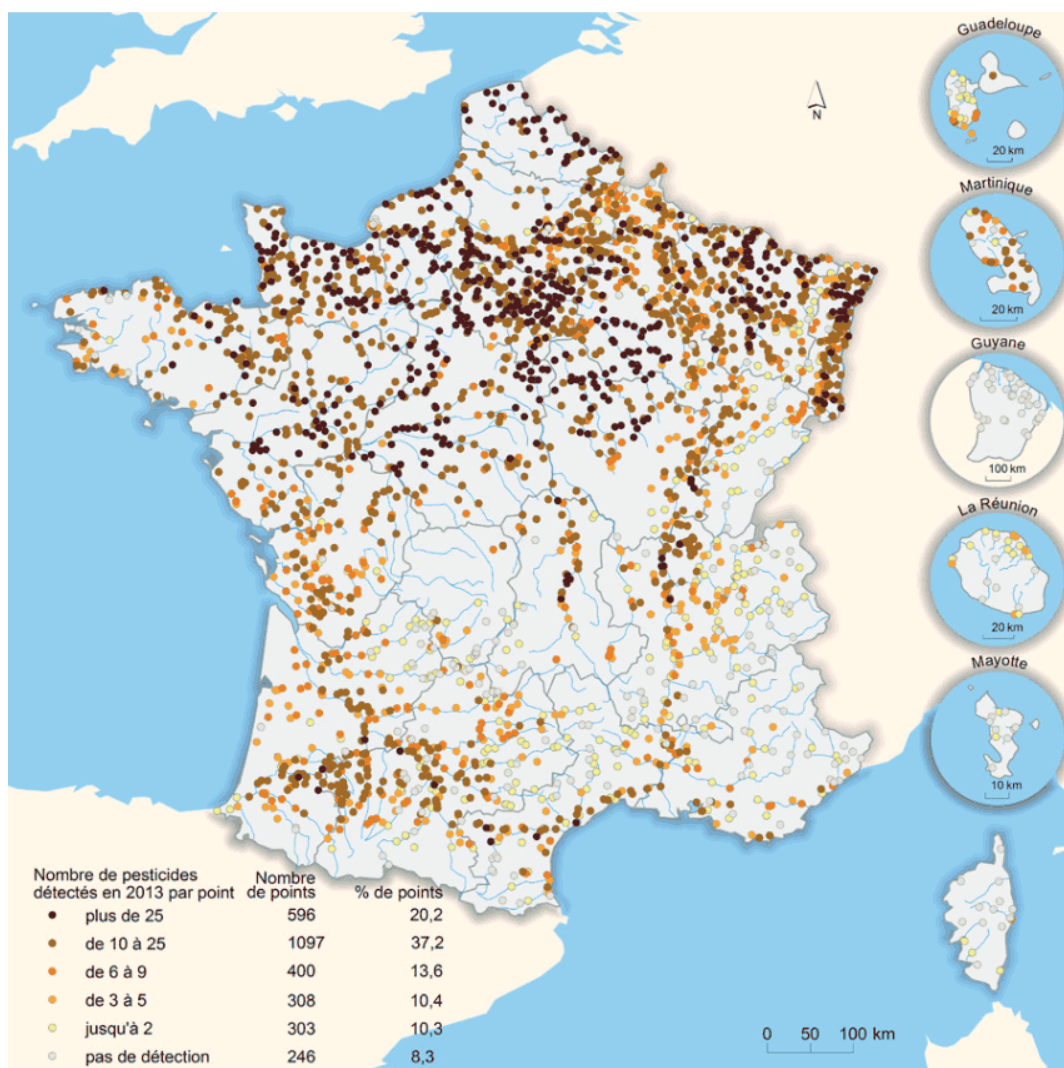 Guadeloupe
20 km
N
Martinique
20 km
Guyane
100 km
La Réunion
20 km
Mayotte
10 km
Nombre de pesticides
détectés en 2013 par point
Nombre
de points
% de points
plus de 25 596 20,2
de 10 à 25 1097 37,2
de 6 à 9 400 13,6
de 3 à 5 308 10,4
jusqu'à 2 303 10,3
pas de détection 246 8,3
0 50 100 km